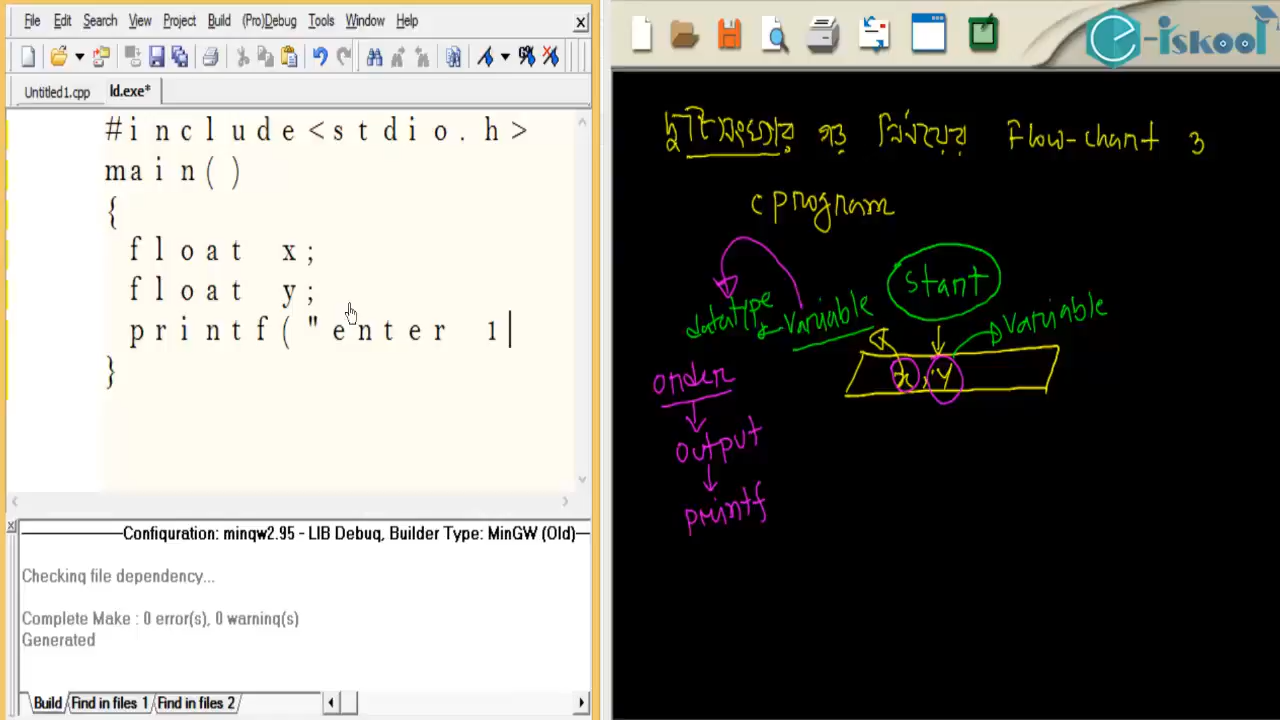 File Edit Search View Project Build (Pro)Debug Tools Window Help
Untitled1.cpp ld.exe*
#include<stdio.h>
main()
{
float x;
float y;
printf("enter 1
}
Configuration: mingw2.95 - LIB Debug, Builder Type: MinGW (Old)
Checking file dependency...
Complete Make : 0 error(s), 0 warning(s)
Generated
Build Find in files 1 Find in files 2
e-iskool
দুটি সংখ্যার গড় নির্ণয়ের Flow-chart ও
c program
Start
datatype variable
variable
x, y
order
output
printf